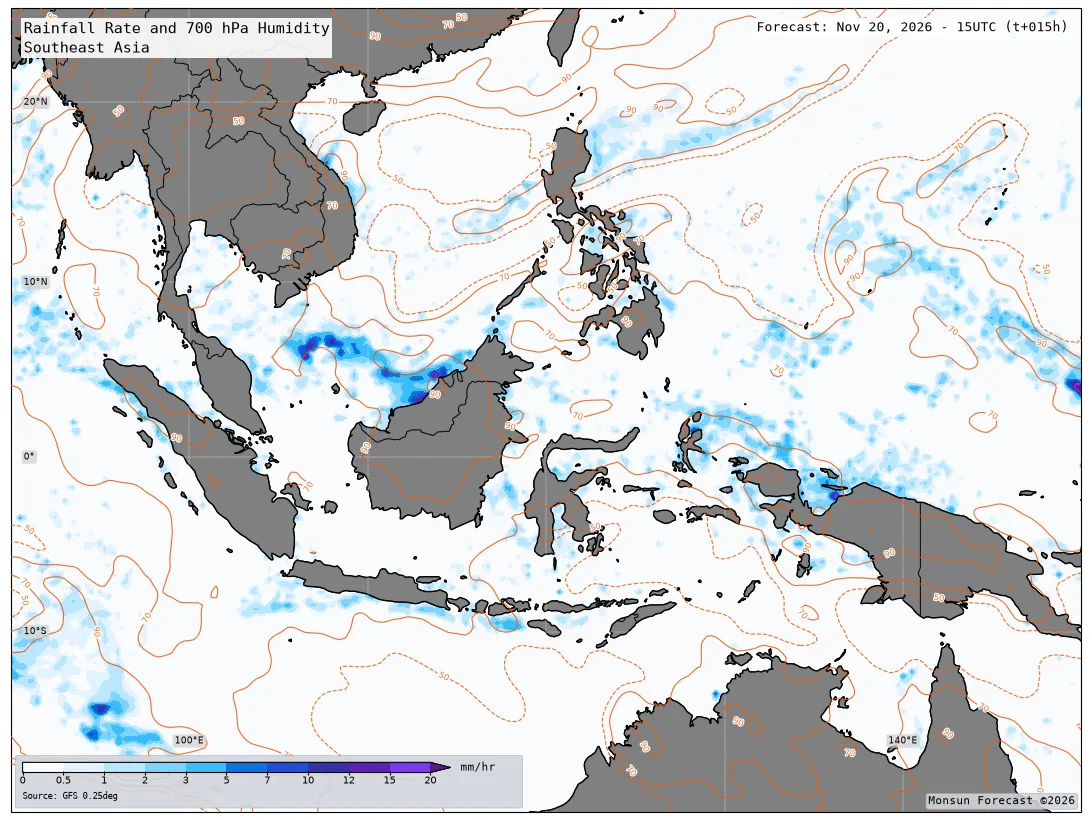 Rainfall Rate and 700 hPa Humidity
Southeast Asia
Forecast: Nov 20, 2026 - 15UTC (t+015h)
20°N
10°N
0°
10°S
100°E
140°E
0 0.5 1 2 3 5 7 10 12 15 20 mm/hr
Source: GFS 0.25deg
Monsun Forecast ©2026